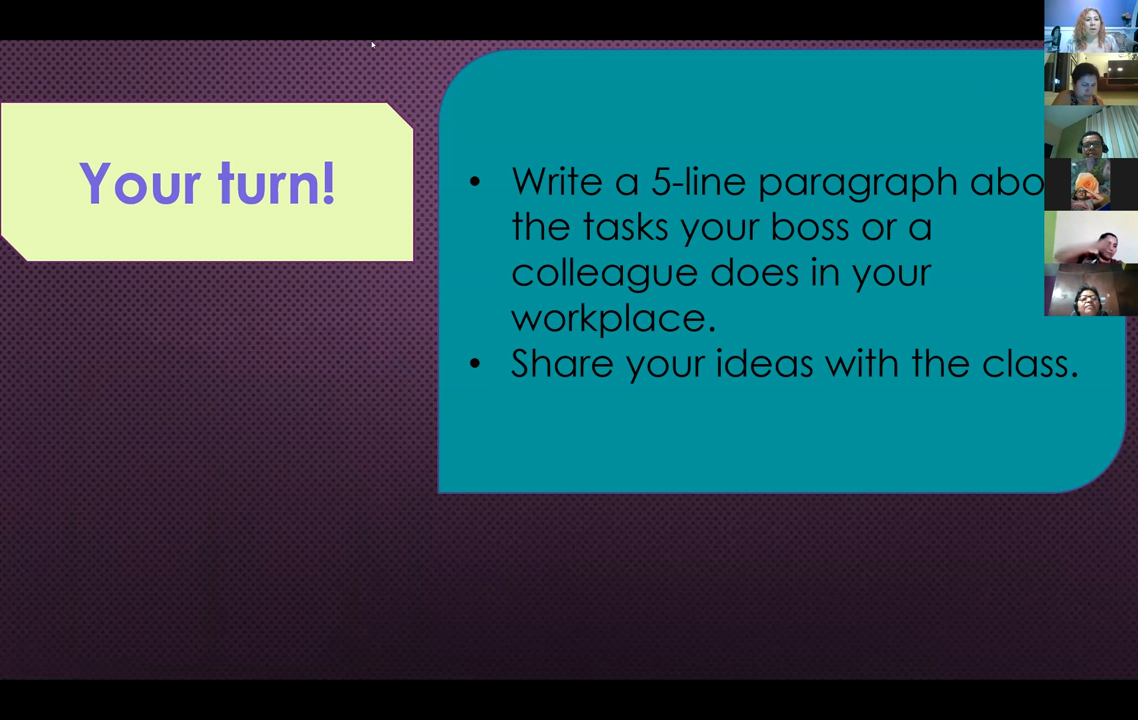 Your turn!
• Write a 5-line paragraph abo
the tasks your boss or a
colleague does in your
workplace.
• Share your ideas with the class.